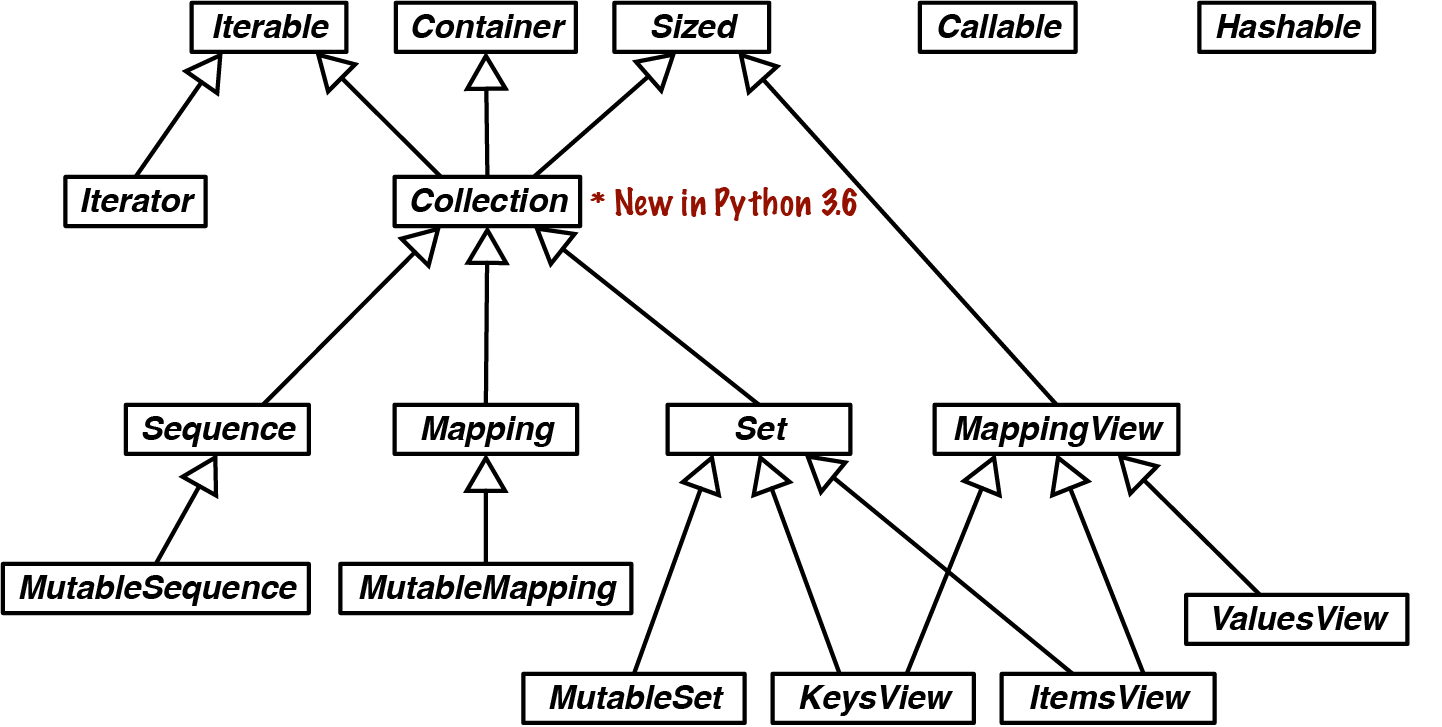 Iterable
Container
Sized
Callable
Hashable
Iterator
Collection
* New in Python 3.6
Sequence
Mapping
Set
MappingView
MutableSequence
MutableMapping
ValuesView
MutableSet
KeysView
ItemsView